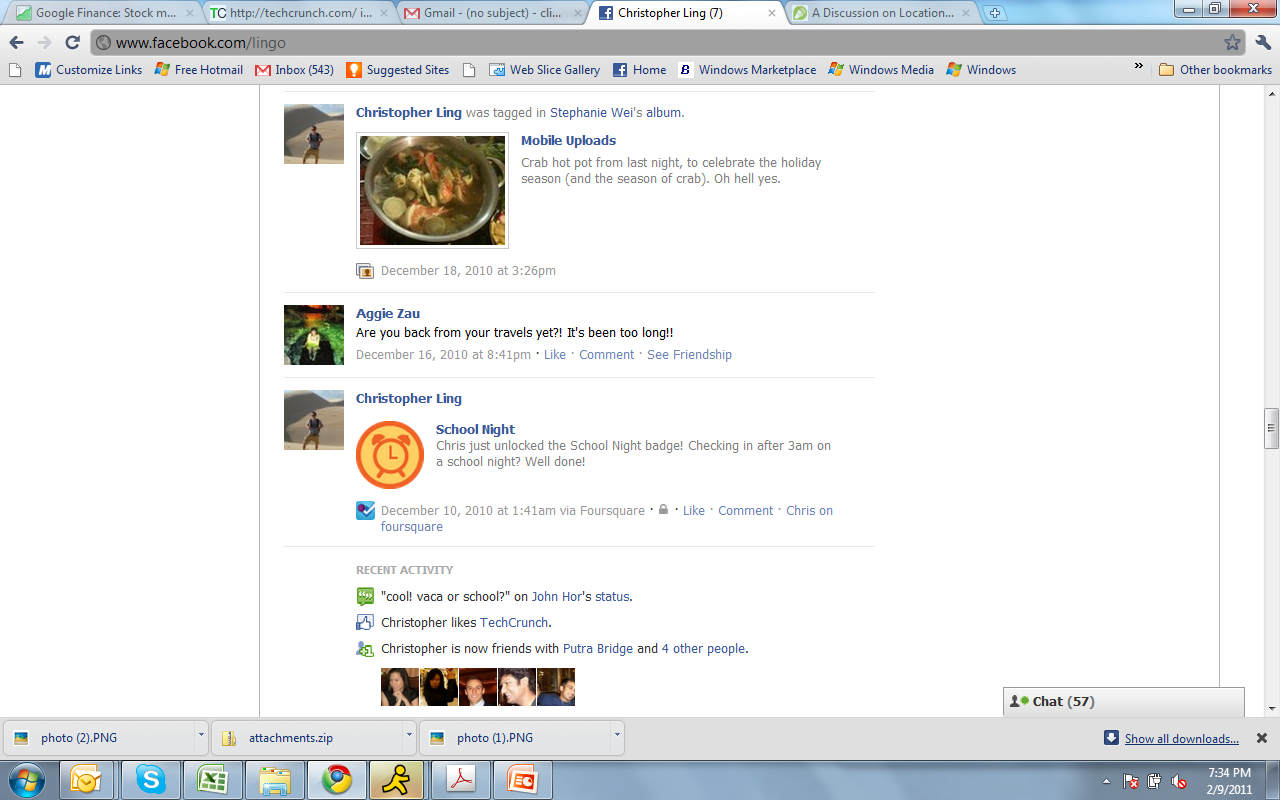 Google Finance: Stock m...
TC http://techcrunch.com/ i...
Gmail - (no subject) - cli...
Christopher Ling (7)
A Discussion on Location...
www.facebook.com/lingo
Customize Links
Free Hotmail
Inbox (543)
Suggested Sites
Web Slice Gallery
Home
B Windows Marketplace
Windows Media
Windows
»
Other bookmarks
Christopher Ling was tagged in Stephanie Wei's album.
Mobile Uploads
Crab hot pot from last night, to celebrate the holiday
season (and the season of crab). Oh hell yes.
December 18, 2010 at 3:26pm
Aggie Zau
Are you back from your travels yet?! It's been too long!!
December 16, 2010 at 8:41pm · Like · Comment · See Friendship
Christopher Ling
School Night
Chris just unlocked the School Night badge! Checking in after 3am on
a school night? Well done!
December 10, 2010 at 1:41am via Foursquare · · Like · Comment · Chris on
foursquare
RECENT ACTIVITY
"cool! vaca or school?" on John Hor's status.
Christopher likes TechCrunch.
Christopher is now friends with Putra Bridge and 4 other people.
Chat (57)
photo (2).PNG
attachments.zip
photo (1).PNG
Show all downloads...
7:34 PM
2/9/2011